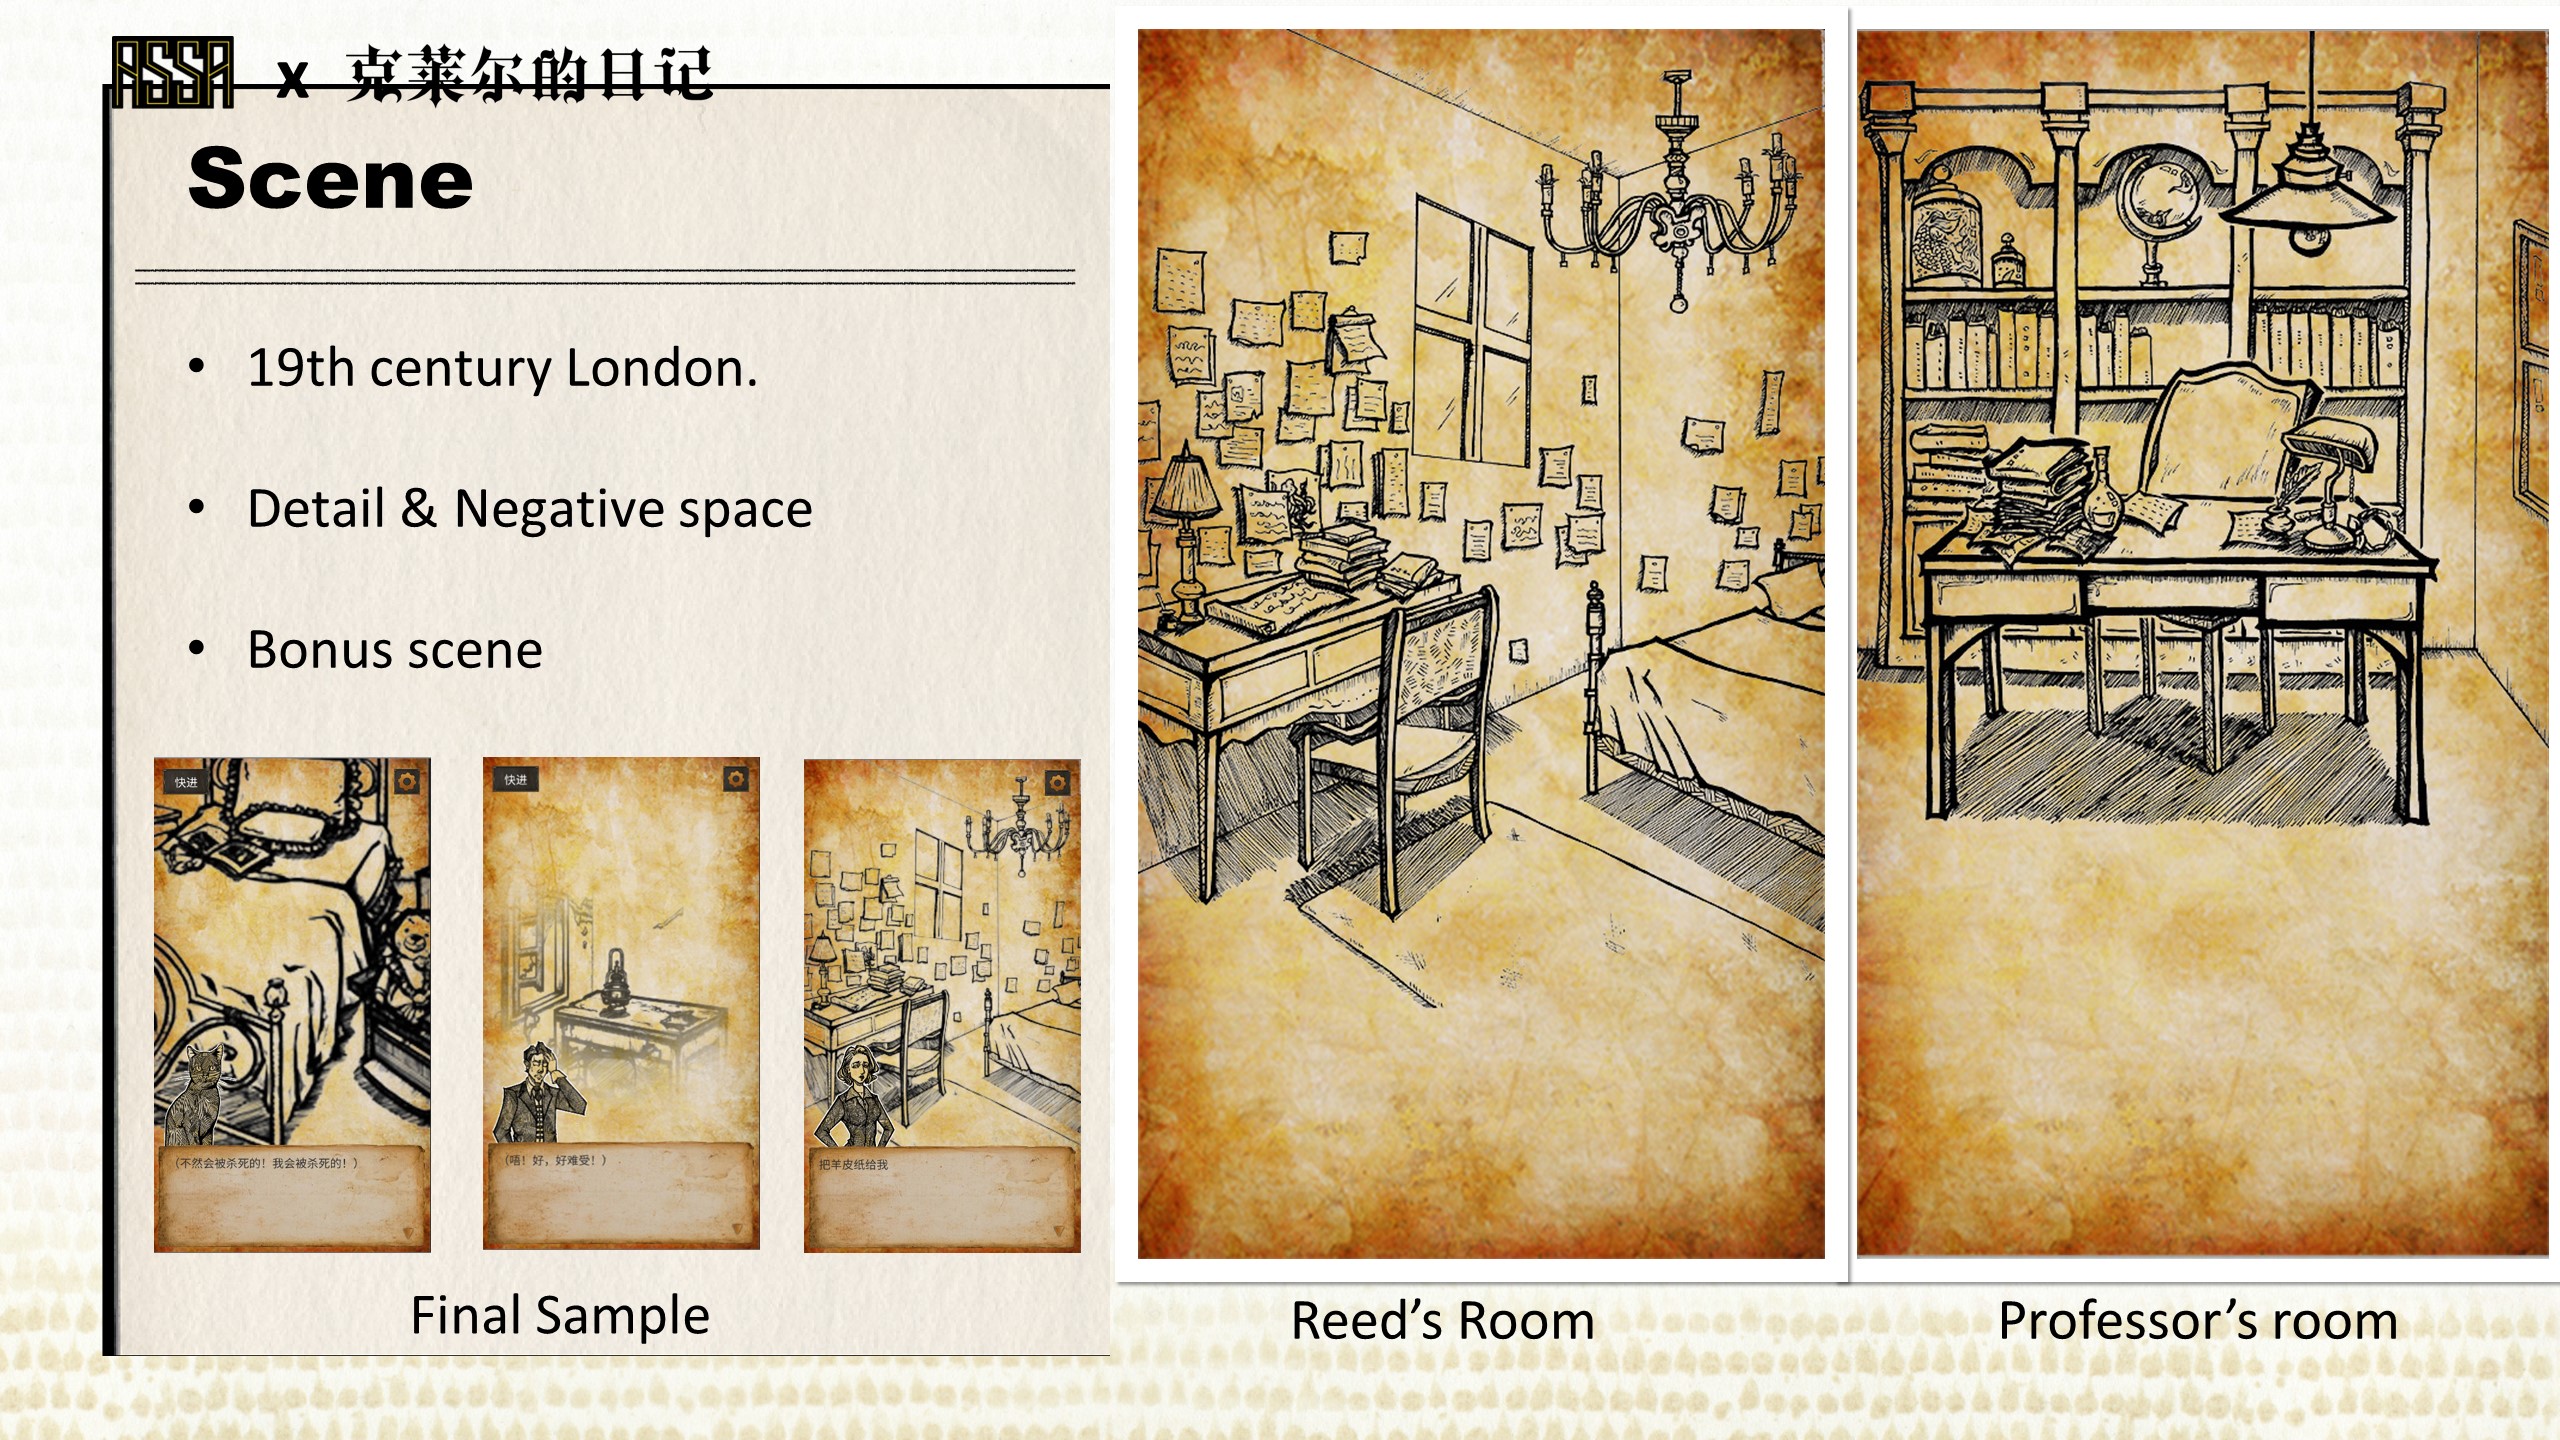 ASSA x 克莱尔的日记
Scene
• 19th century London.
• Detail & Negative space
• Bonus scene
快进
（不然会被杀死的！我会被杀死的！）
快进
（唔！好，好难受！）
把羊皮纸给我
Final Sample
Reed’s Room
Professor’s room